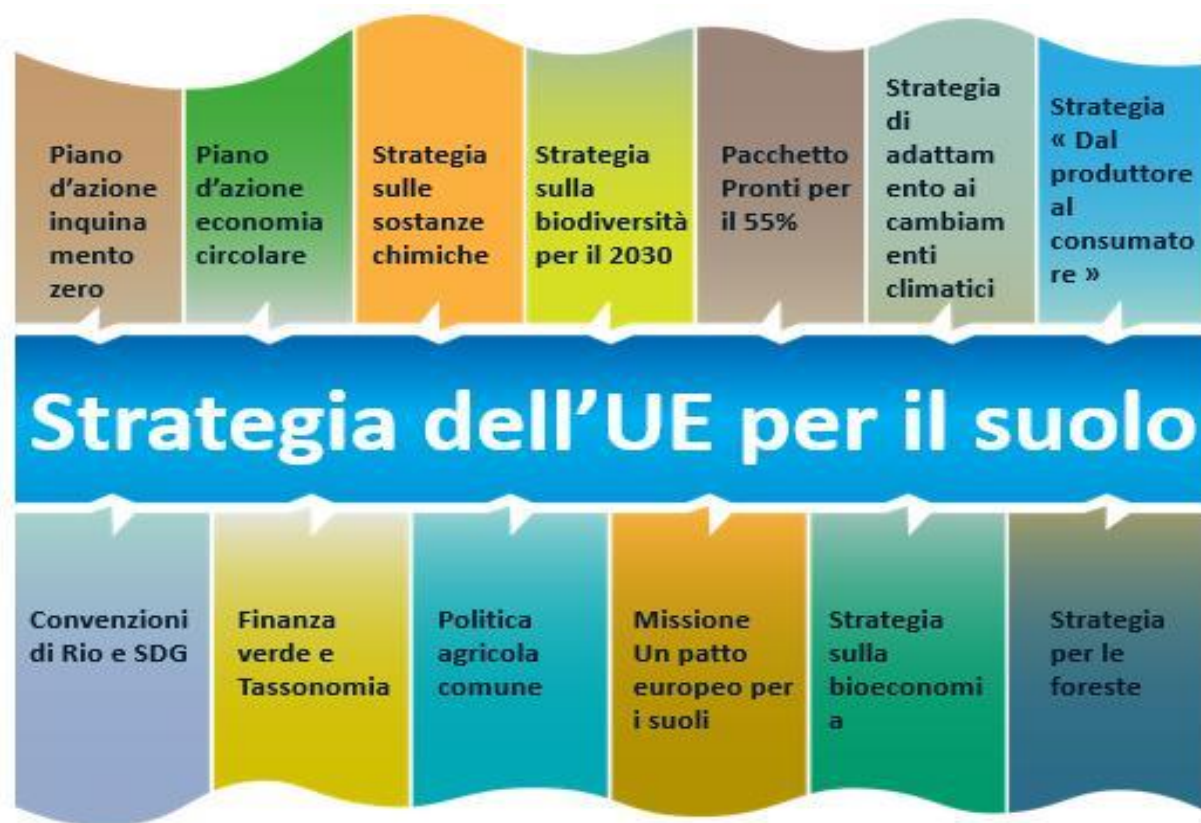 Piano
d’azione
inquina
mento
zero
Piano
d’azione
economia
circolare
Strategia
sulle
sostanze
chimiche
Strategia
sulla
biodiversità
per il 2030
Pacchetto
Pronti per
il 55%
Strategia
di
adattam
ento ai
cambiam
enti
climatici
Strategia
« Dal
produttore
al
consumato
re »
Strategia dell’UE per il suolo
Convenzioni
di Rio e SDG
Finanza
verde e
Tassonomia
Politica
agricola
comune
Missione
Un patto
europeo per
i suoli
Strategia
sulla
bioeconomi
a
Strategia
per le
foreste